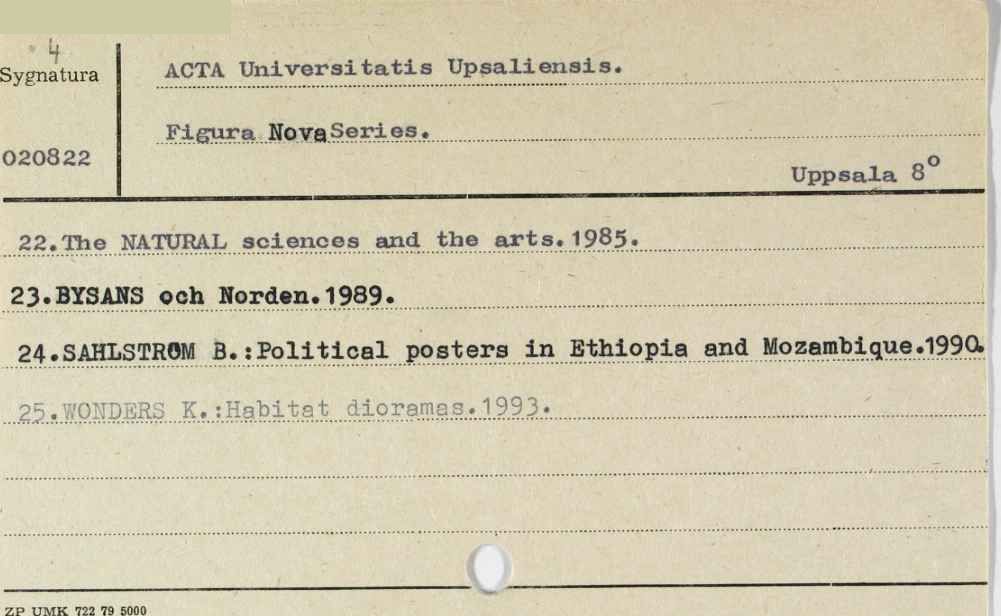 4
Sygnatura
ACTA Universitatis Upsaliensis.
Figura Nova Series.
020822
Uppsala 8º
22.The NATURAL sciences and the arts.1985.
23.BYSANS och Norden.1989.
24.SAHLSTROM B.:Political posters in Ethiopia and Mozambique.1990.
25.WONDERS K.:Habitat dioramas.1993.
ZP UMK 722 79 5000